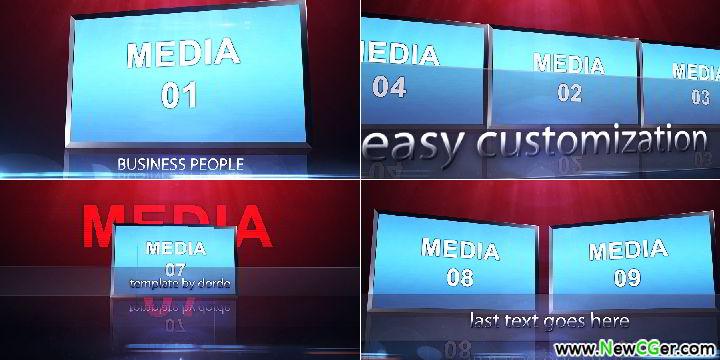 MEDIA
01
BUSINESS PEOPLE
MEDIA
04
MEDIA
02
MEDIA
03
easy customization
MEDIA
MEDIA
07
template by dorde
MEDIA
08
MEDIA
09
last text goes here
www.NewCGer.com